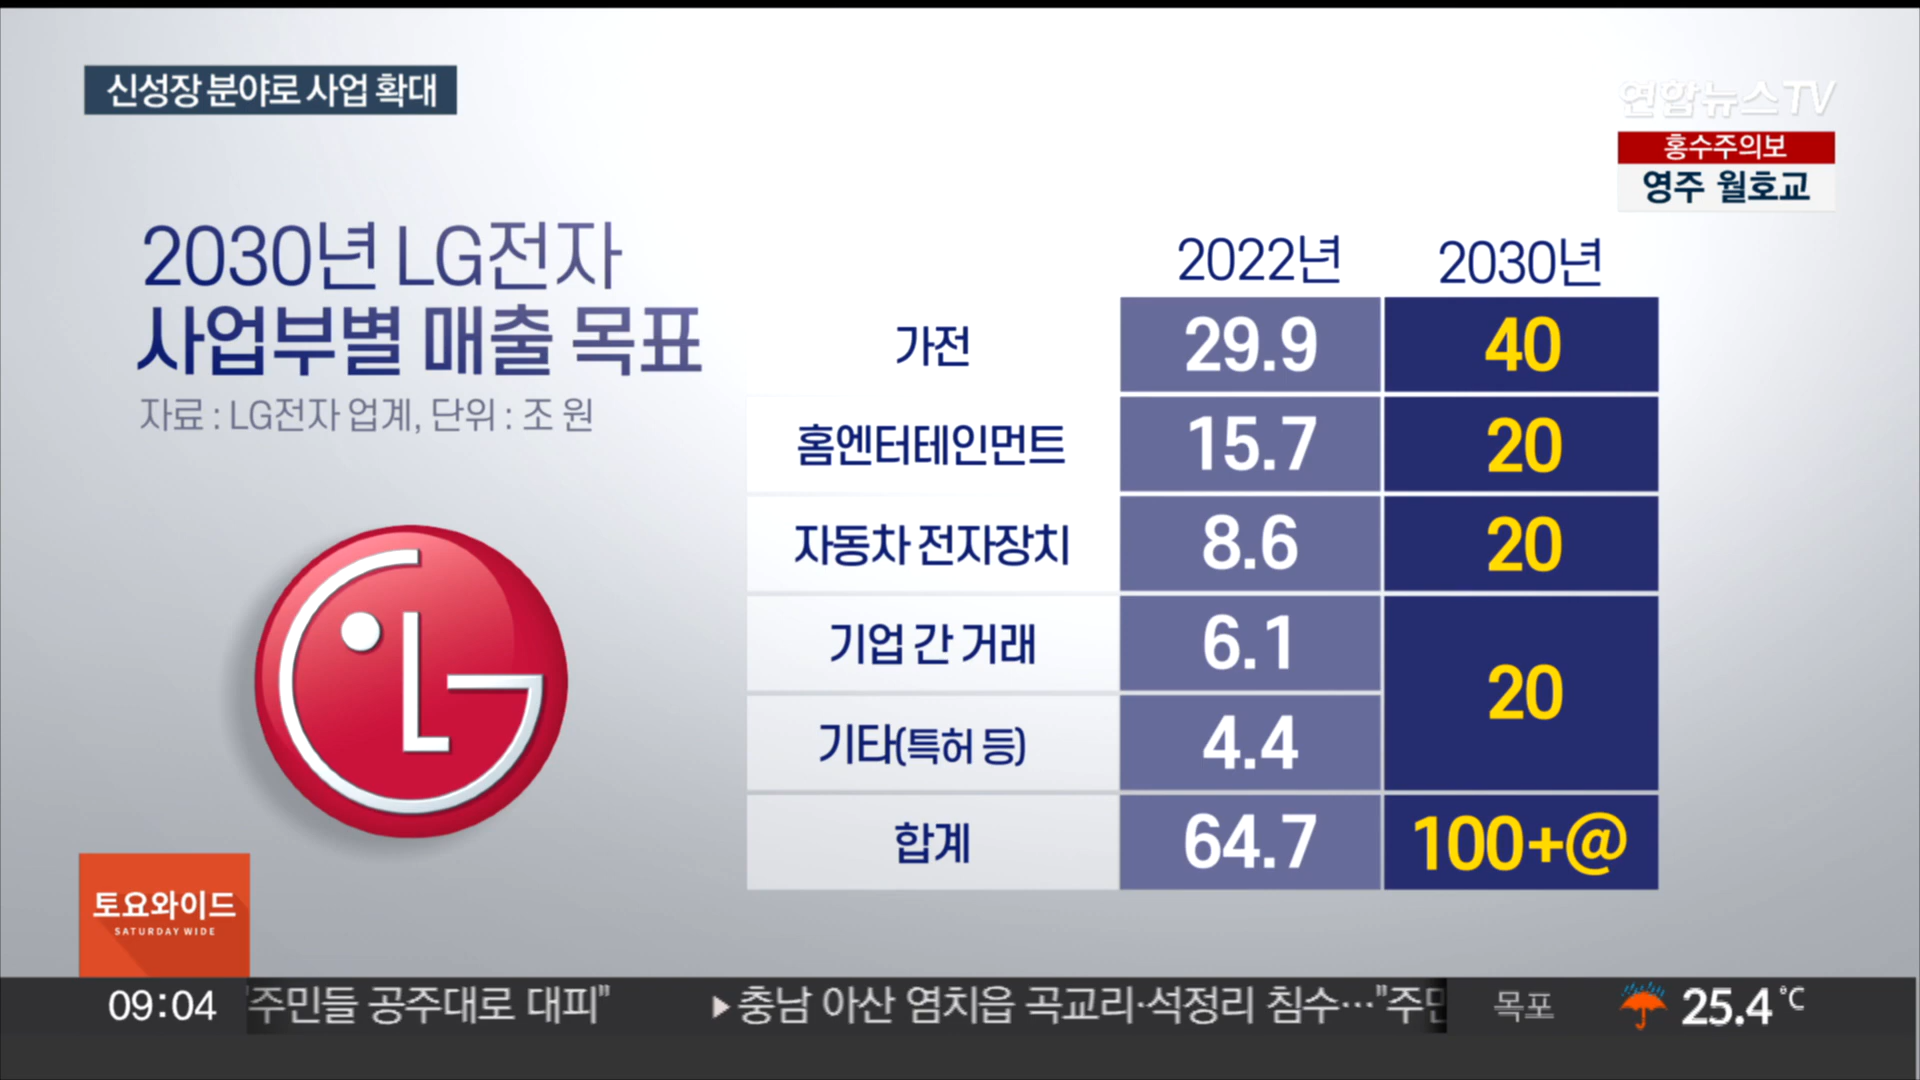 신성장 분야로 사업 확대
연합뉴스TV
홍수주의보
영주 월호교
2030년 LG전자
사업부별 매출 목표
자료 : LG전자 업계, 단위 : 조 원
2022년 2030년
가전 29.9 40
홈엔터테인먼트 15.7 20
자동차 전자장치 8.6 20
기업 간 거래 6.1 20
기타(특허 등) 4.4
합계 64.7 100+@
LG
토요와이드
SATURDAY WIDE
09:04 "주민들 공주대로 대피" ▶충남 아산 염치읍 곡교리·석정리 침수…"주민 목포 25.4℃